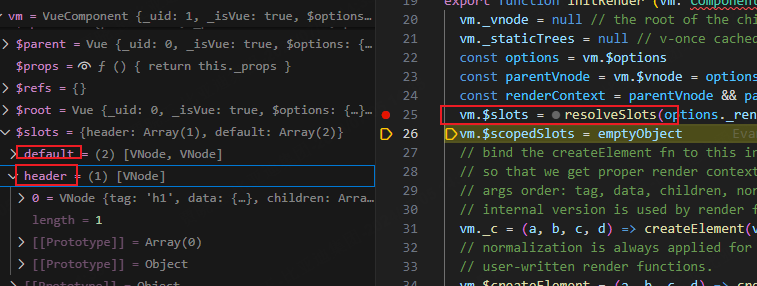 vm = VueComponent {_uid: 1, _isVue: true, $options…
$parent = Vue {_uid: 0, _isVue: true, $options: {…
$props = ƒ () { return this._props }
$refs = {}
$root = Vue {_uid: 0, _isVue: true, $options: {…}…
$slots = {header: Array(1), default: Array(2)}
default = (2) [VNode, VNode]
header = (1) [VNode]
0 = VNode {tag: 'h1', data: {…}, children: Arra…
length = 1
[[Prototype]] = Array(0)
[[Prototype]] = Object
[[Prototype]] = Object
19 export function initRender (vm: Component
20 vm._vnode = null // the root of the chi
21 vm._staticTrees = null // v-once cached
22 const options = vm.$options
23 const parentVnode = vm.$vnode = options
24 const renderContext = parentVnode && pa
25 vm.$slots = resolveSlots(options._ren
26 vm.$scopedSlots = emptyObject Eva
27 // bind the createElement fn to this in
28 // so that we get proper render context
29 // args order: tag, data, children, nor
30 // internal version is used by render f
31 vm._c = (a, b, c, d) => createElement(v
32 // normalization is always applied for
33 // user-written render functions.
34 vm.$createElement = (a, b, c, d) => cre